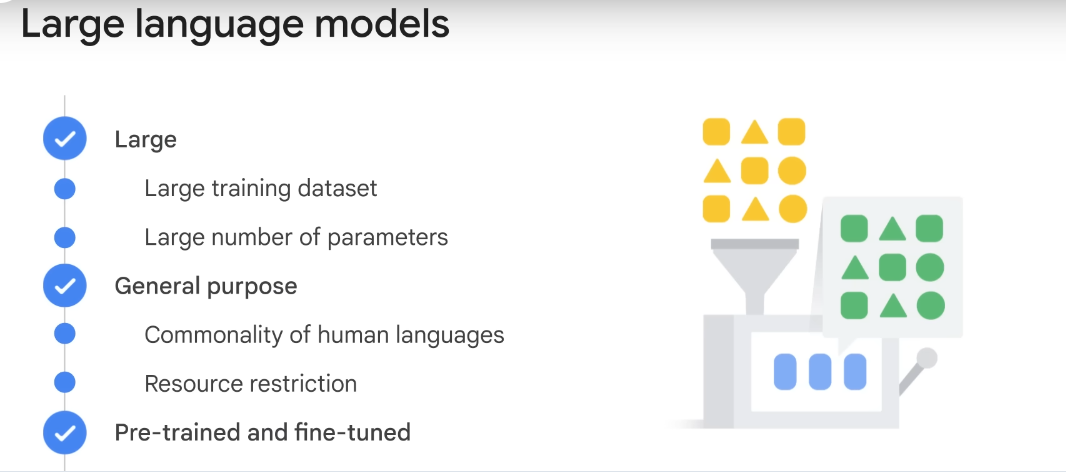 Large language models
Large
Large training dataset
Large number of parameters
General purpose
Commonality of human languages
Resource restriction
Pre-trained and fine-tuned